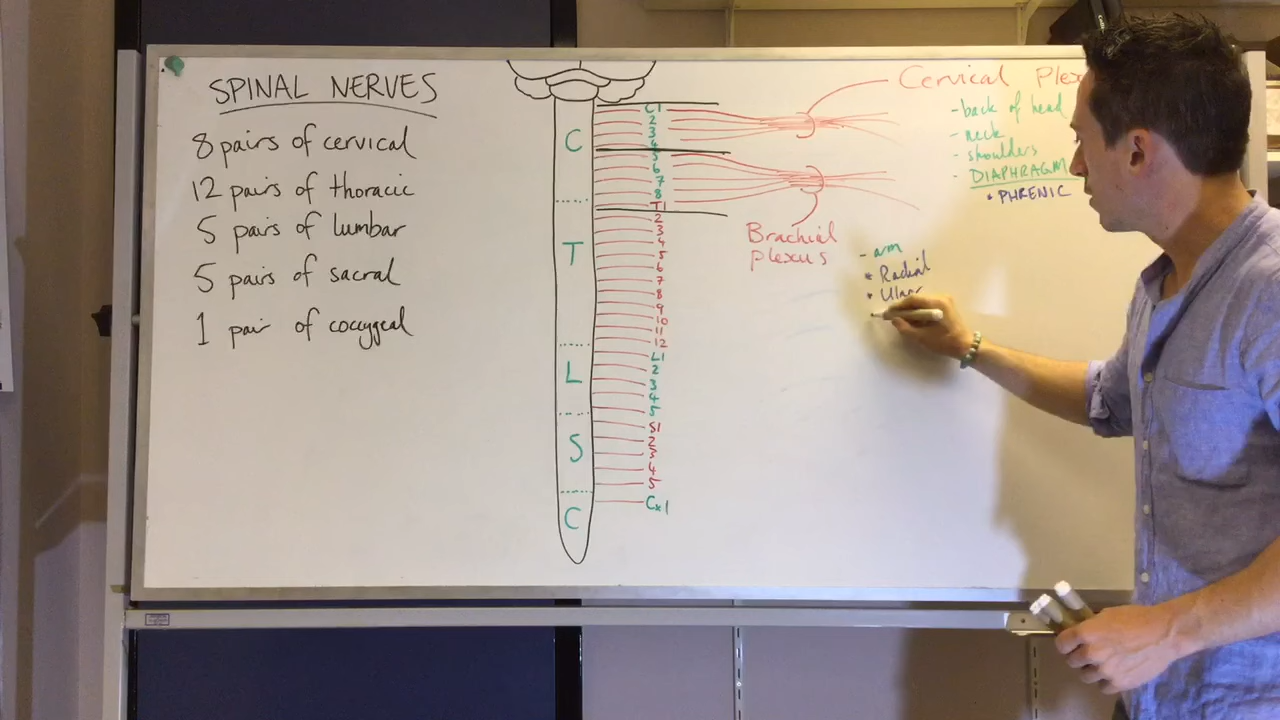 SPINAL NERVES
8 pairs of cervical
12 pairs of thoracic
5 pairs of lumbar
5 pairs of sacral
1 pair of coccygeal
C
T
L
S
C
C1
2
3
4
5
6
7
8
T1
2
3
4
5
6
7
8
9
10
11
12
L1
2
3
4
5
S1
2
3
4
5
Cx1
Cervical Plex
- back of head
- neck
- shoulders
- DIAPHRAGM
* PHRENIC
Brachial
plexus
- arm
* Radial
* Ulnar